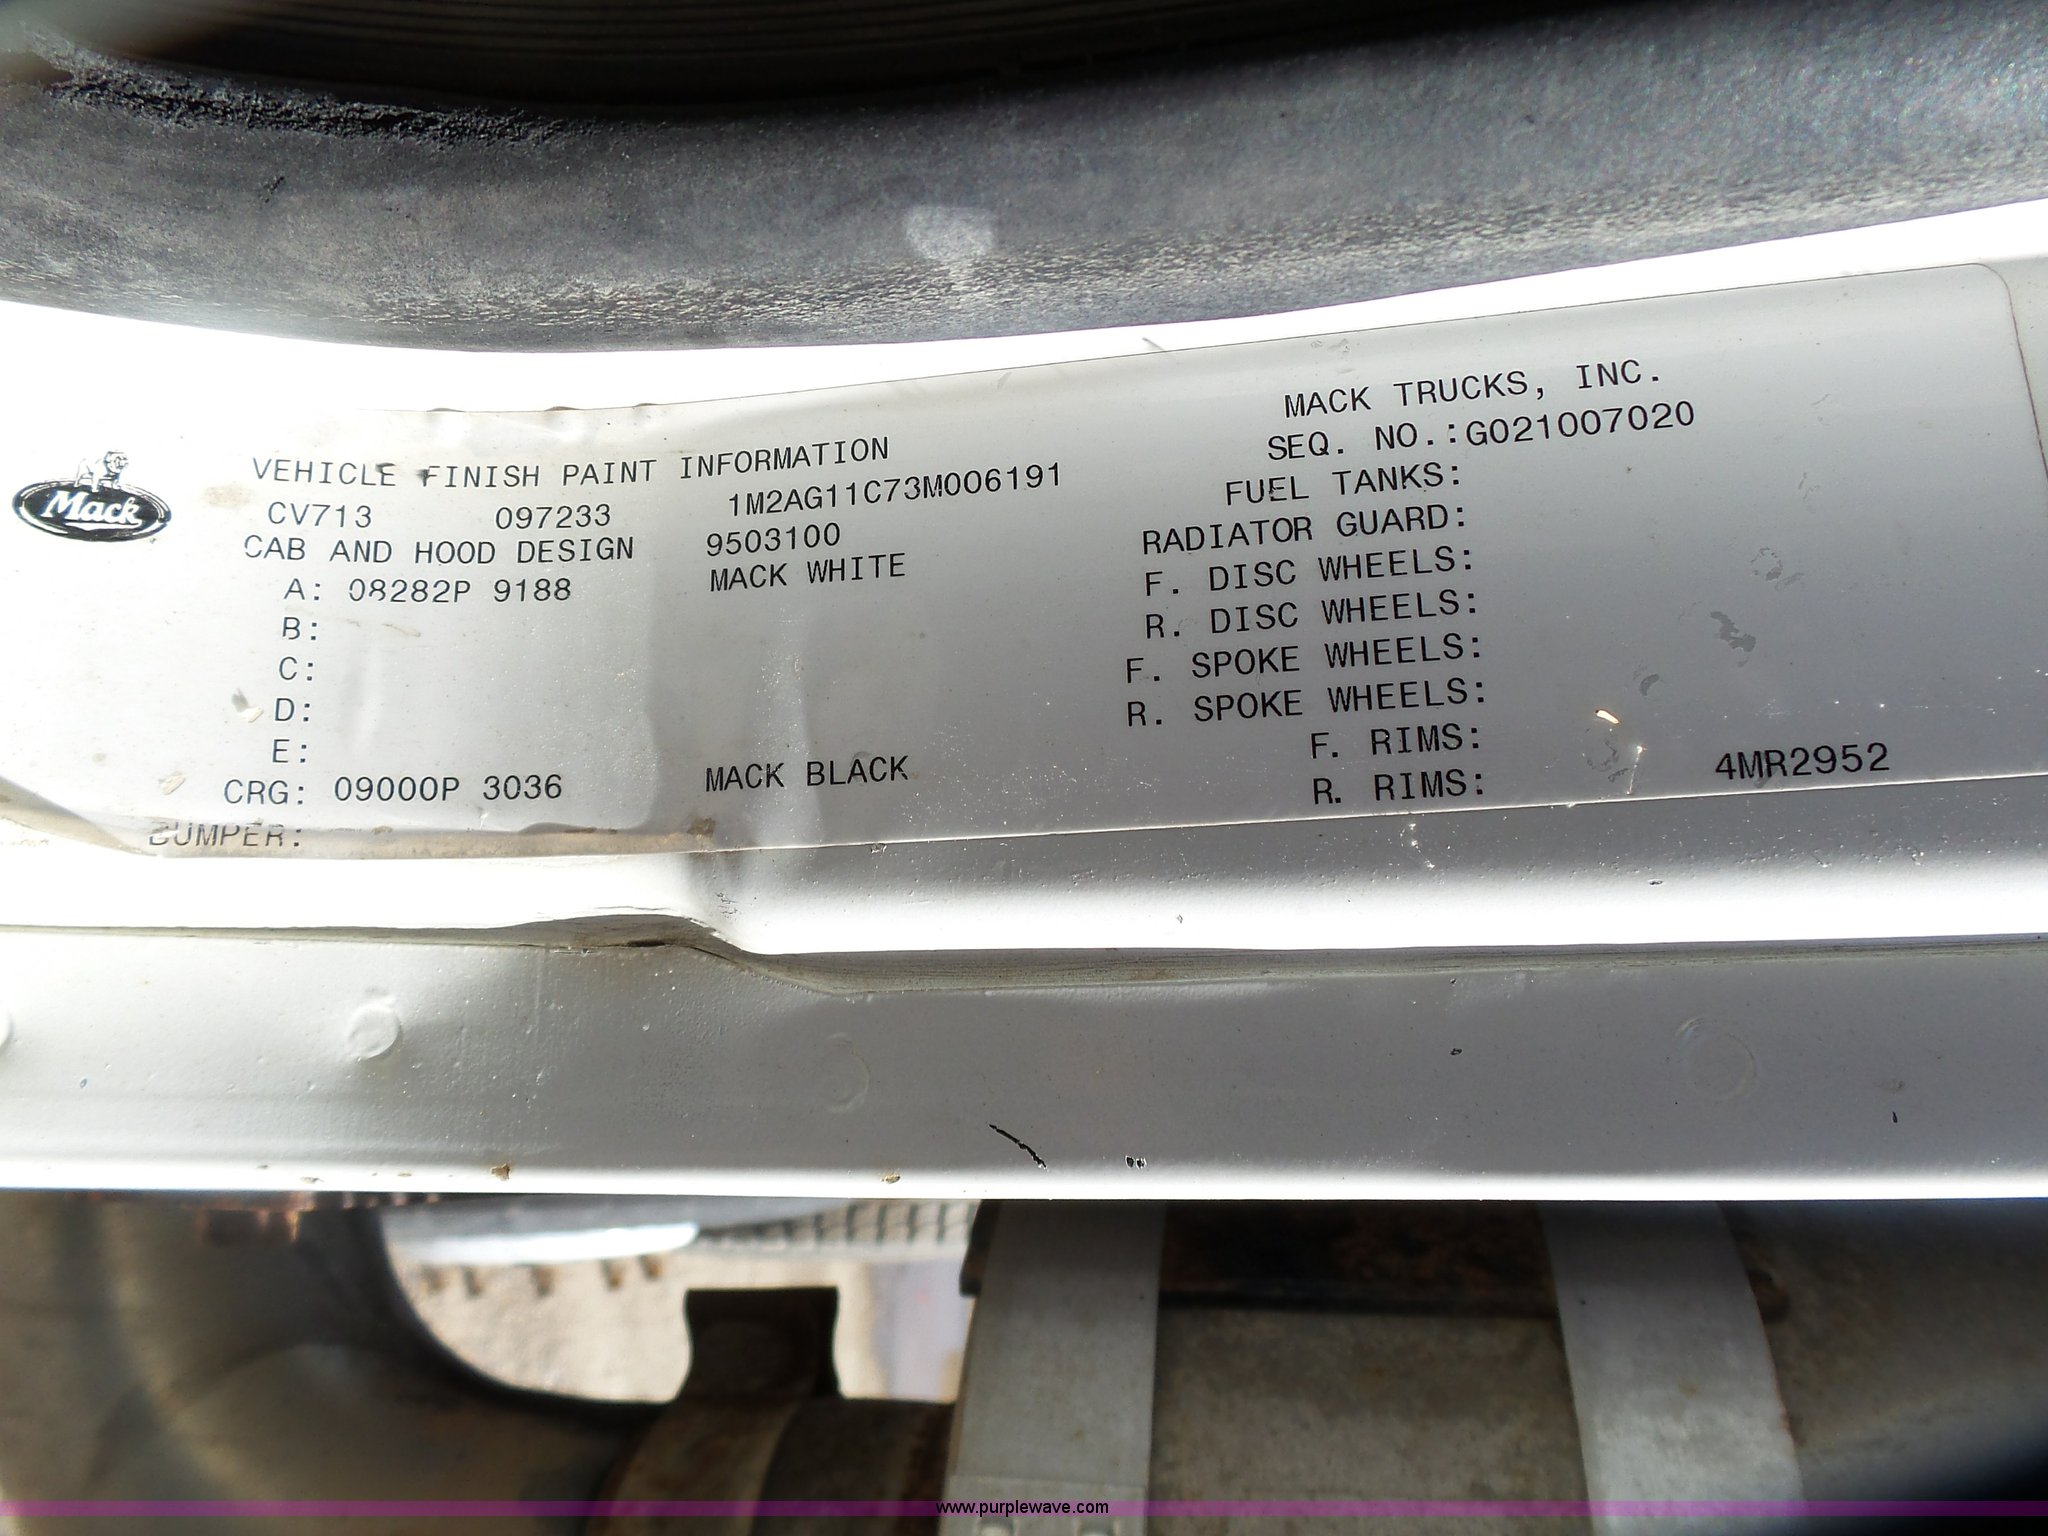 Mack
VEHICLE FINISH PAINT INFORMATION
CV713 097233 1M2AG11C73M006191
CAB AND HOOD DESIGN 9503100
A: 08282P 9188 MACK WHITE
B:
C:
D:
E:
CRG: 09000P 3036 MACK BLACK
BUMPER:
MACK TRUCKS, INC.
SEQ. NO.:G021007020
FUEL TANKS:
RADIATOR GUARD:
F. DISC WHEELS:
R. DISC WHEELS:
F. SPOKE WHEELS:
R. SPOKE WHEELS:
F. RIMS:
R. RIMS: 4MR2952
www.purplewave.com